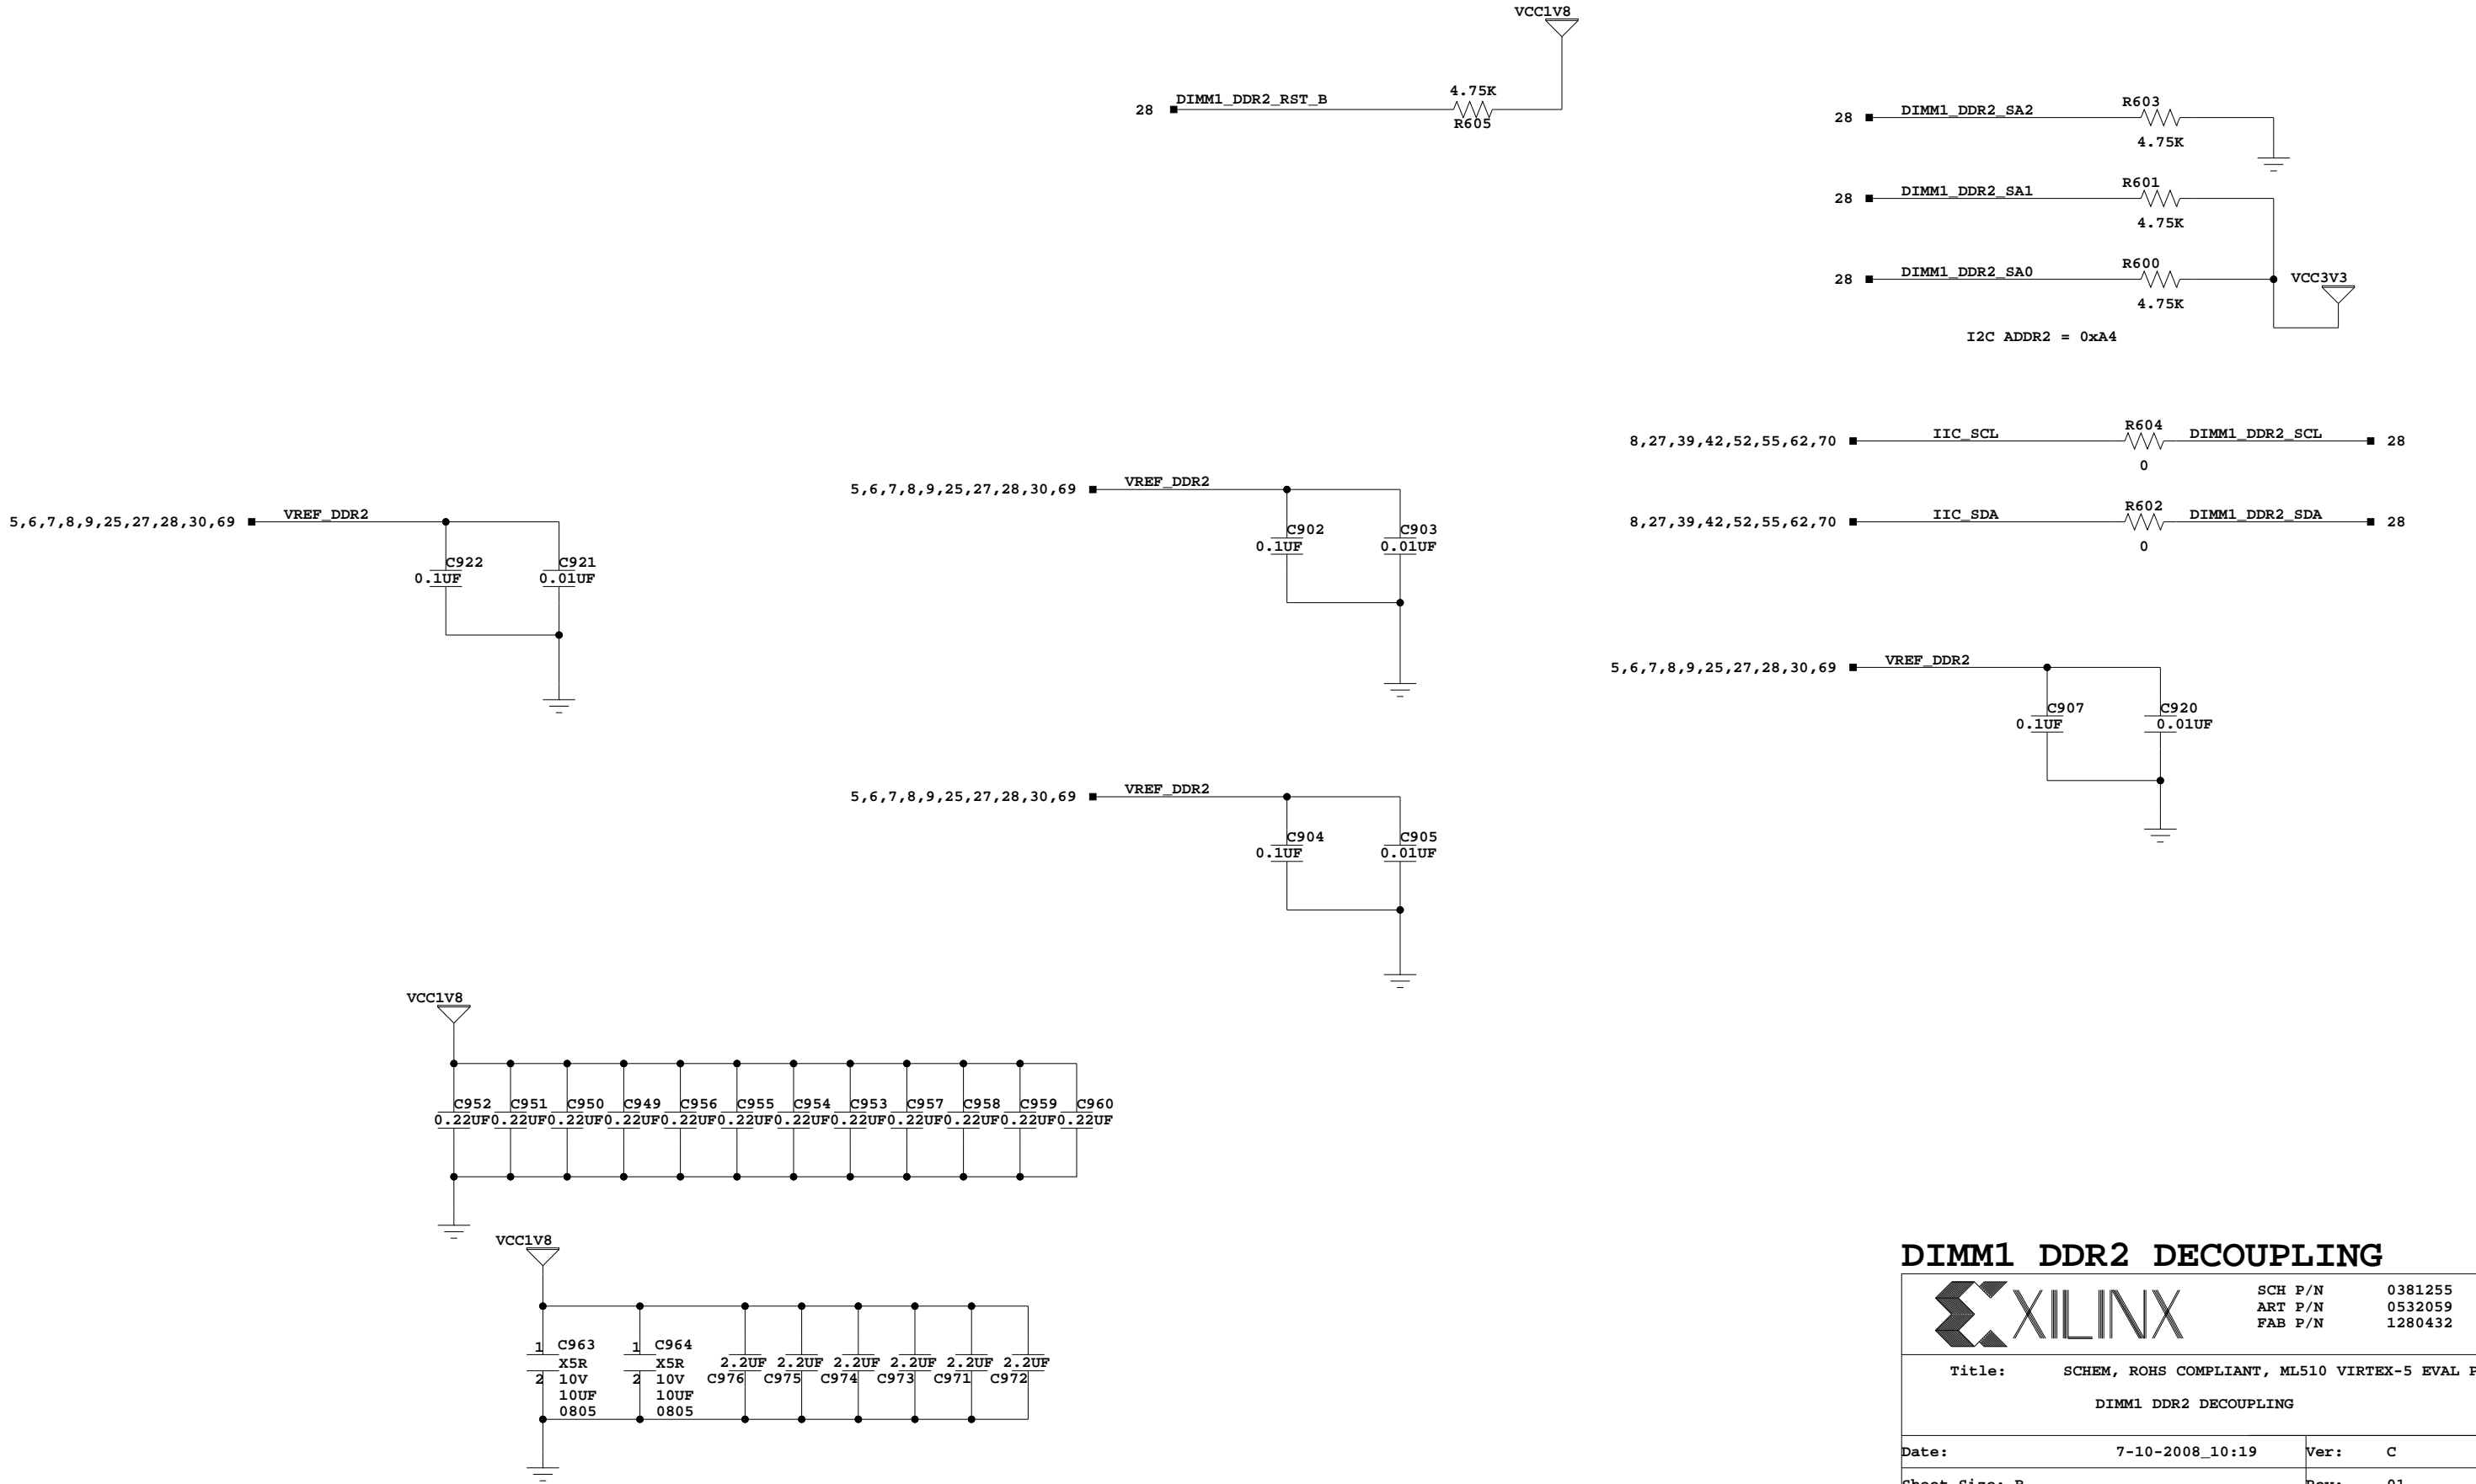 VCC1V8
4.75K
28 DIMM1_DDR2_RST_B
R605
R603
28 DIMM1_DDR2_SA2
4.75K
R601
28 DIMM1_DDR2_SA1
4.75K
R600
28 DIMM1_DDR2_SA0 VCC3V3
4.75K
I2C ADDR2 = 0xA4
R604
8,27,39,42,52,55,62,70 IIC_SCL DIMM1_DDR2_SCL 28
0
R602
8,27,39,42,52,55,62,70 IIC_SDA DIMM1_DDR2_SDA 28
0
5,6,7,8,9,25,27,28,30,69 VREF_DDR2
C902 C903
0.1UF 0.01UF
5,6,7,8,9,25,27,28,30,69 VREF_DDR2
C922 C921
0.1UF 0.01UF
5,6,7,8,9,25,27,28,30,69 VREF_DDR2
C907 C920
0.1UF 0.01UF
5,6,7,8,9,25,27,28,30,69 VREF_DDR2
C904 C905
0.1UF 0.01UF
VCC1V8
C952 C951 C950 C949 C956 C955 C954 C953 C957 C958 C959 C960
0.22UF 0.22UF 0.22UF 0.22UF 0.22UF 0.22UF 0.22UF 0.22UF 0.22UF 0.22UF 0.22UF 0.22UF
VCC1V8
1 C963 1 C964
X5R X5R 2.2UF 2.2UF 2.2UF 2.2UF 2.2UF 2.2UF
2 10V 2 10V C976 C975 C974 C973 C971 C972
10UF 10UF
0805 0805
DIMM1 DDR2 DECOUPLING
XILINX
SCH P/N 0381255
ART P/N 0532059
FAB P/N 1280432
Title: SCHEM, ROHS COMPLIANT, ML510 VIRTEX-5 EVAL P
DIMM1 DDR2 DECOUPLING
Date: 7-10-2008_10:19 Ver: C
Sheet Size: B Rev: 01